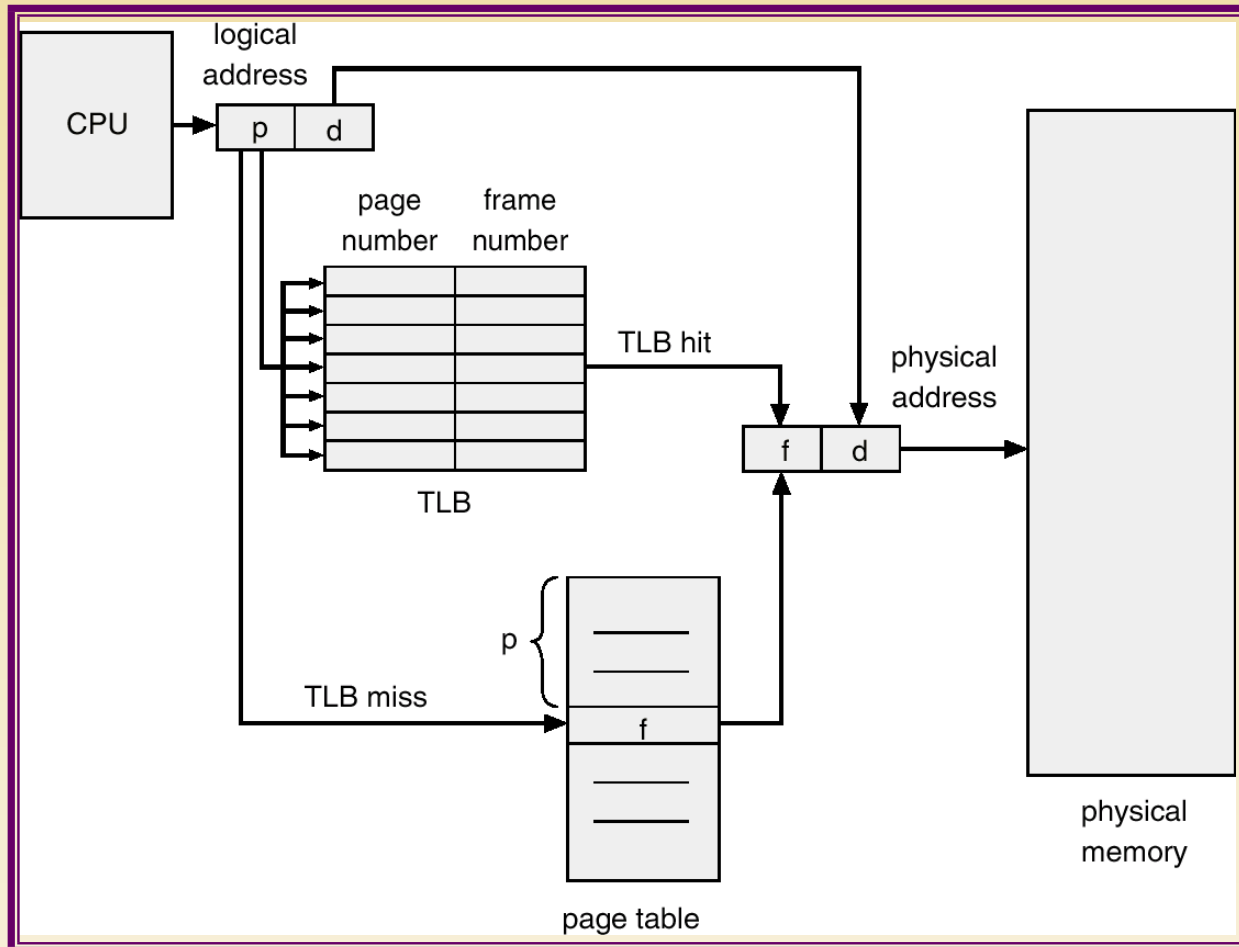 logical
address
CPU
p
d
page
number
frame
number
TLB hit
physical
address
f
d
TLB
p
TLB miss
f
physical
memory
page table